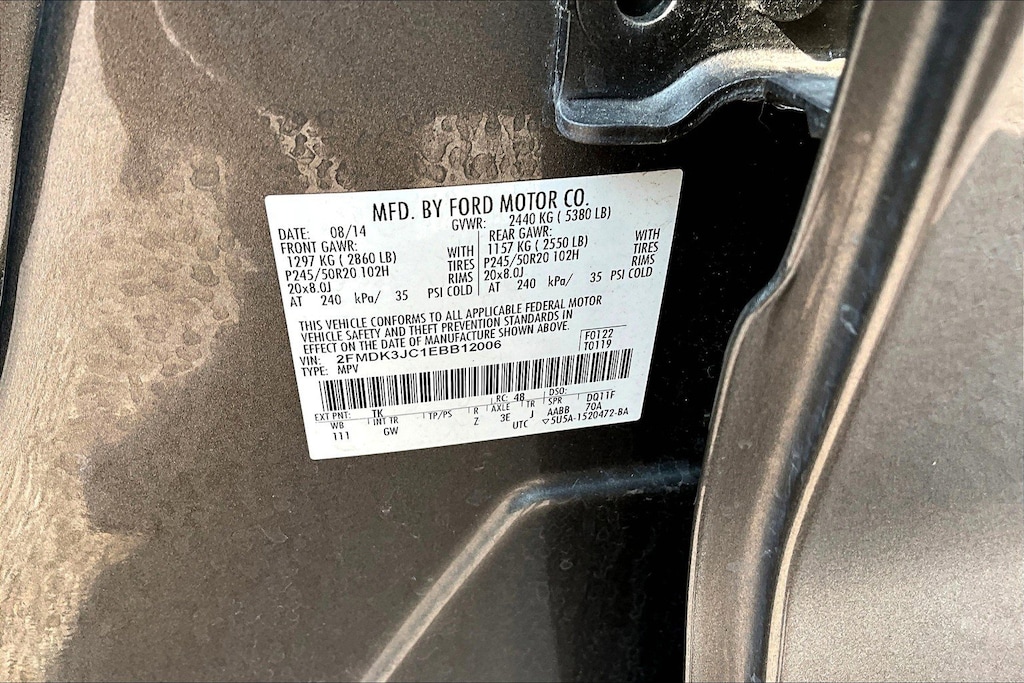 MFD. BY FORD MOTOR CO.
DATE: 08/14 GVWR: 2440 KG ( 5380 LB)
FRONT GAWR: WITH
1297 KG ( 2860 LB) TIRES
P245/50R20 102H RIMS
20x8.0J
AT 240 kPa/ 35 PSI COLD
REAR GAWR: WITH
1157 KG ( 2550 LB) TIRES
P245/50R20 102H RIMS
20x8.0J
AT 240 kPa/ 35 PSI COLD
THIS VEHICLE CONFORMS TO ALL APPLICABLE FEDERAL MOTOR
VEHICLE SAFETY AND THEFT PREVENTION STANDARDS IN
EFFECT ON THE DATE OF MANUFACTURE SHOWN ABOVE.
VIN: 2FMDK3JC1EBB12006
TYPE: MPV
F0122
T0119
EXT PNT: TK RC: 48 DSO: DQ11F
WB INT TR TP/PS R AXLE TR SPR 70A
111 GW Z 3E J AABB
UTC ▽5U5A-1520472-BA